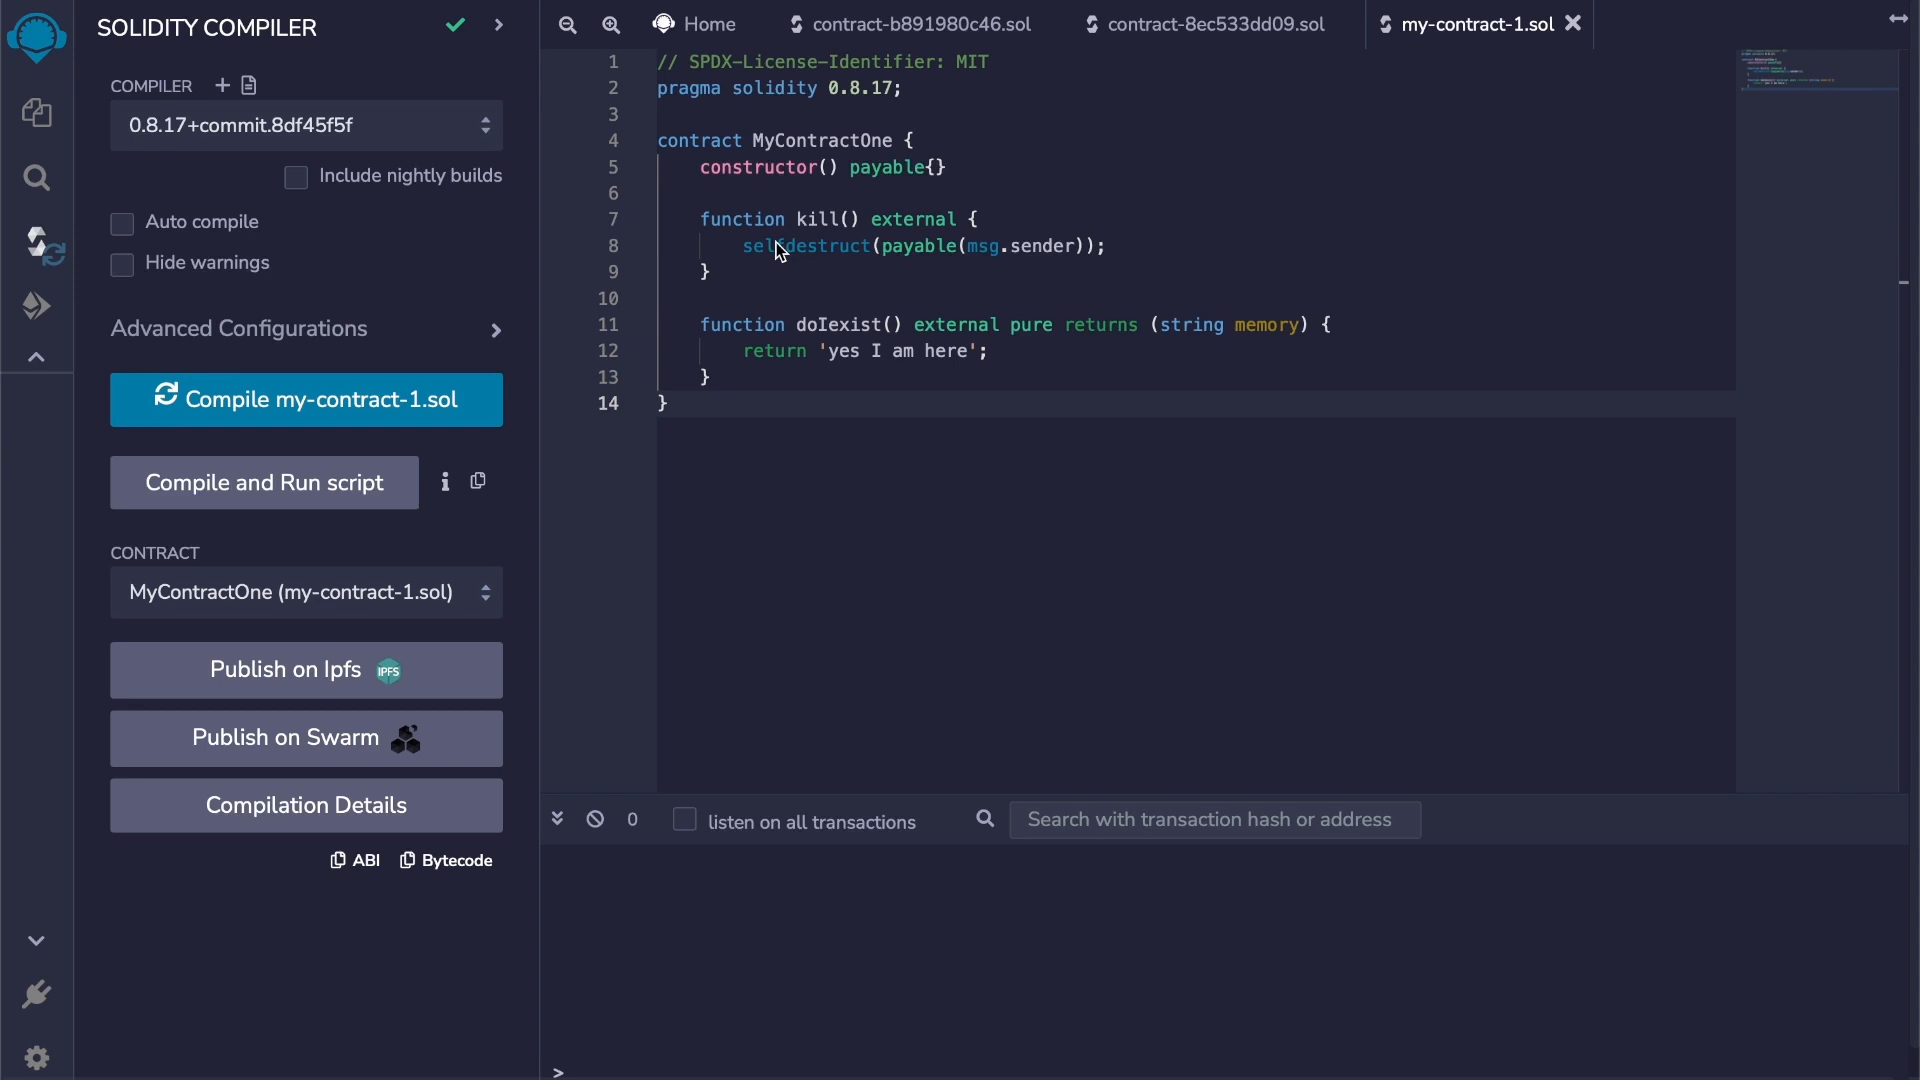 SOLIDITY COMPILER
COMPILER
0.8.17+commit.8df45f5f
Include nightly builds
Auto compile
Hide warnings
Advanced Configurations
Compile my-contract-1.sol
Compile and Run script
CONTRACT
MyContractOne (my-contract-1.sol)
Publish on Ipfs IPFS
Publish on Swarm
Compilation Details
ABI Bytecode
Home contract-b891980c46.sol contract-8ec533dd09.sol my-contract-1.sol
1 // SPDX-License-Identifier: MIT
2 pragma solidity 0.8.17;
3
4 contract MyContractOne {
5 constructor() payable{}
6
7 function kill() external {
8 selfdestruct(payable(msg.sender));
9 }
10
11 function doIexist() external pure returns (string memory) {
12 return 'yes I am here';
13 }
14 }
0 listen on all transactions Search with transaction hash or address
>